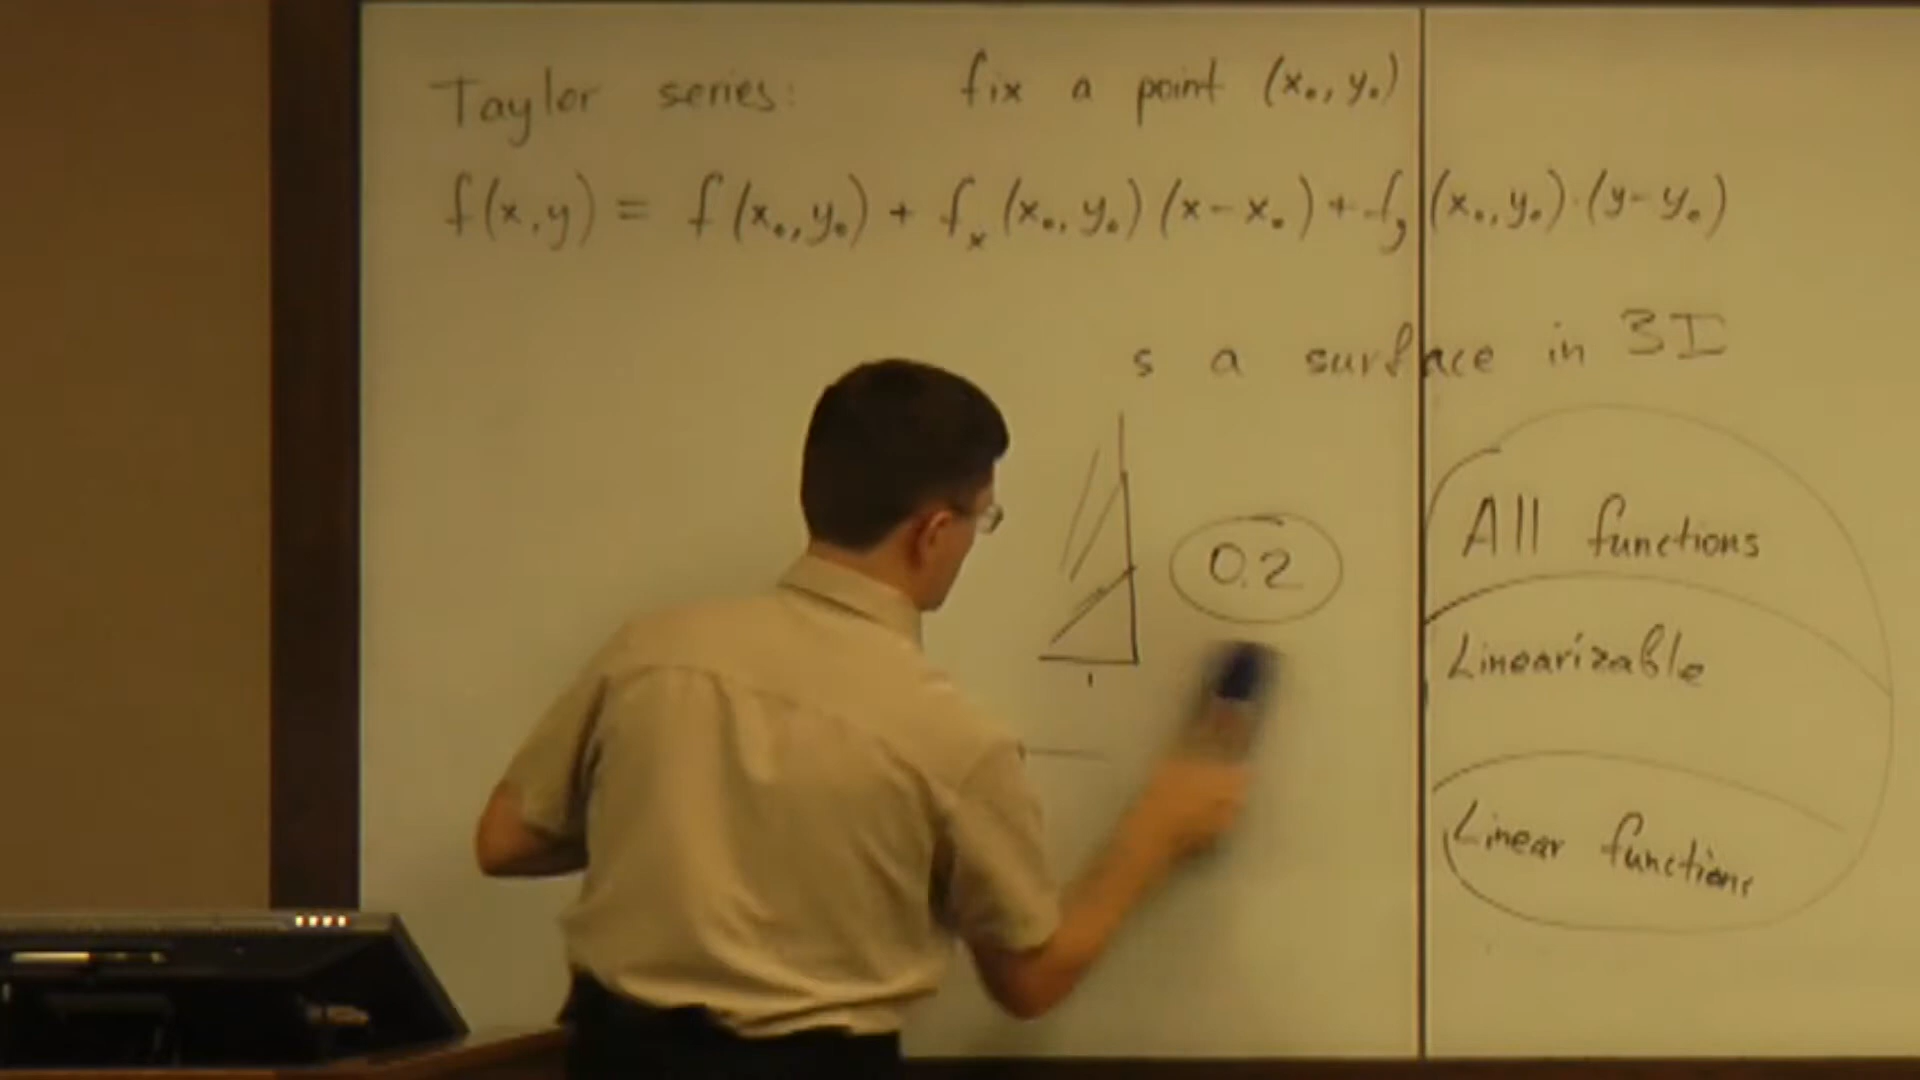 Taylor series: fix a point (x₀, y₀)
f(x,y) = f(x₀,y₀) + fₓ(x₀,y₀)(x-x₀) + f_y(x₀,y₀)·(y-y₀)
s a surface in 3D
0.2
1
All functions
Linearizable
Linear functions